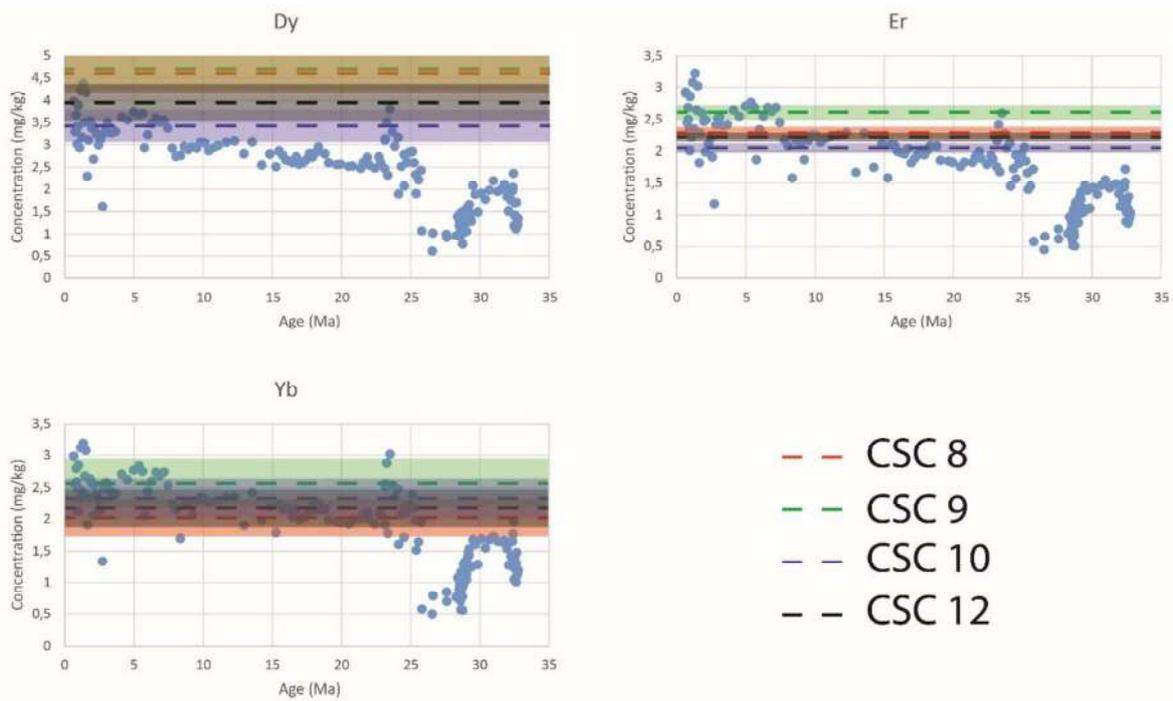 Dy
Concentration (mg/kg)
5
4,5
4
3,5
3
2,5
2
1,5
1
0,5
0
0 5 10 15 20 25 30 35
Age (Ma)
Er
Concentration (mg/kg)
3,5
3
2,5
2
1,5
1
0,5
0
0 5 10 15 20 25 30 35
Age (Ma)
Yb
Concentration (mg/kg)
3,5
3
2,5
2
1,5
1
0,5
0
0 5 10 15 20 25 30 35
Age (Ma)
CSC 8
CSC 9
CSC 10
CSC 12